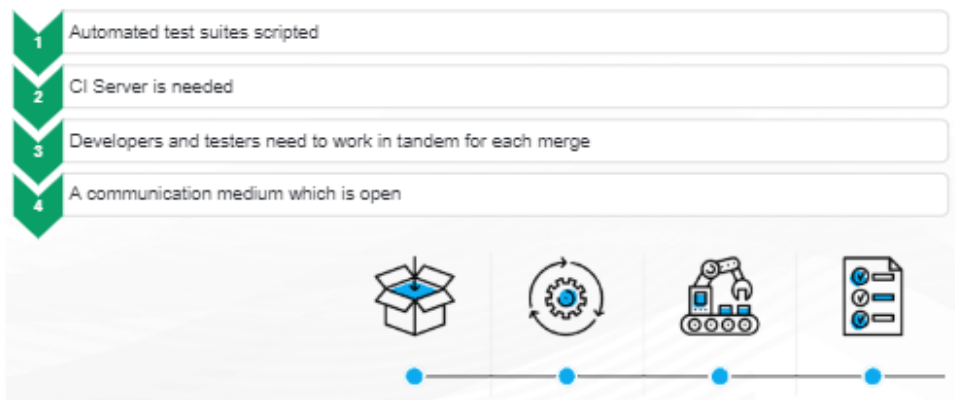 1
Automated test suites scripted
2
CI Server is needed
3
Developers and testers need to work in tandem for each merge
4
A communication medium which is open